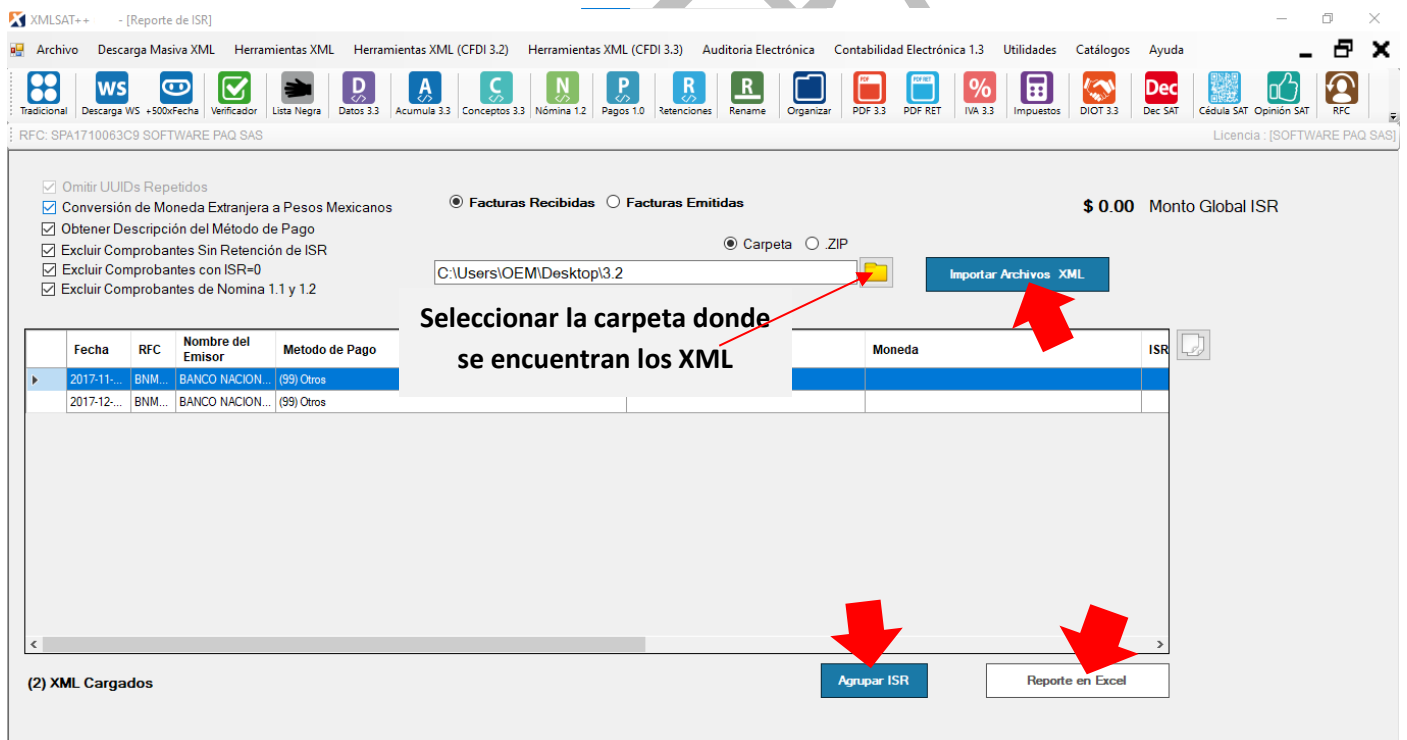 XMLSAT++ - [Reporte de ISR]
Archivo Descarga Masiva XML Herramientas XML Herramientas XML (CFDI 3.2) Herramientas XML (CFDI 3.3) Auditoria Electrónica Contabilidad Electrónica 1.3 Utilidades Catálogos Ayuda
WS D A C N P R R PDF PDF RET % Dec
Tradicional Descarga WS +500xFecha Verificador Lista Negra Datos 3.3 Acumula 3.3 Conceptos 3.3 Nómina 1.2 Pagos 1.0 Retenciones Rename Organizar PDF 3.3 PDF RET IVA 3.3 Impuestos DIOT 3.3 Dec SAT Cédula SAT Opinión SAT RFC
RFC: SPA1710063C9 SOFTWARE PAQ SAS Licencia : [SOFTWARE PAQ SAS]
Omitir UUIDs Repetidos
Conversión de Moneda Extranjera a Pesos Mexicanos
Obtener Descripción del Método de Pago
Excluir Comprobantes Sin Retención de ISR
Excluir Comprobantes con ISR=0
Excluir Comprobantes de Nomina 1.1 y 1.2
Facturas Recibidas Facturas Emitidas
$ 0.00 Monto Global ISR
Carpeta .ZIP
C:\Users\OEM\Desktop\3.2
Importar Archivos XML
Seleccionar la carpeta donde
se encuentran los XML
Fecha RFC Nombre del Emisor Metodo de Pago Moneda ISR
2017-11-... BNM... BANCO NACION... (99) Otros
2017-12-... BNM... BANCO NACION... (99) Otros
(2) XML Cargados
Agrupar ISR
Reporte en Excel